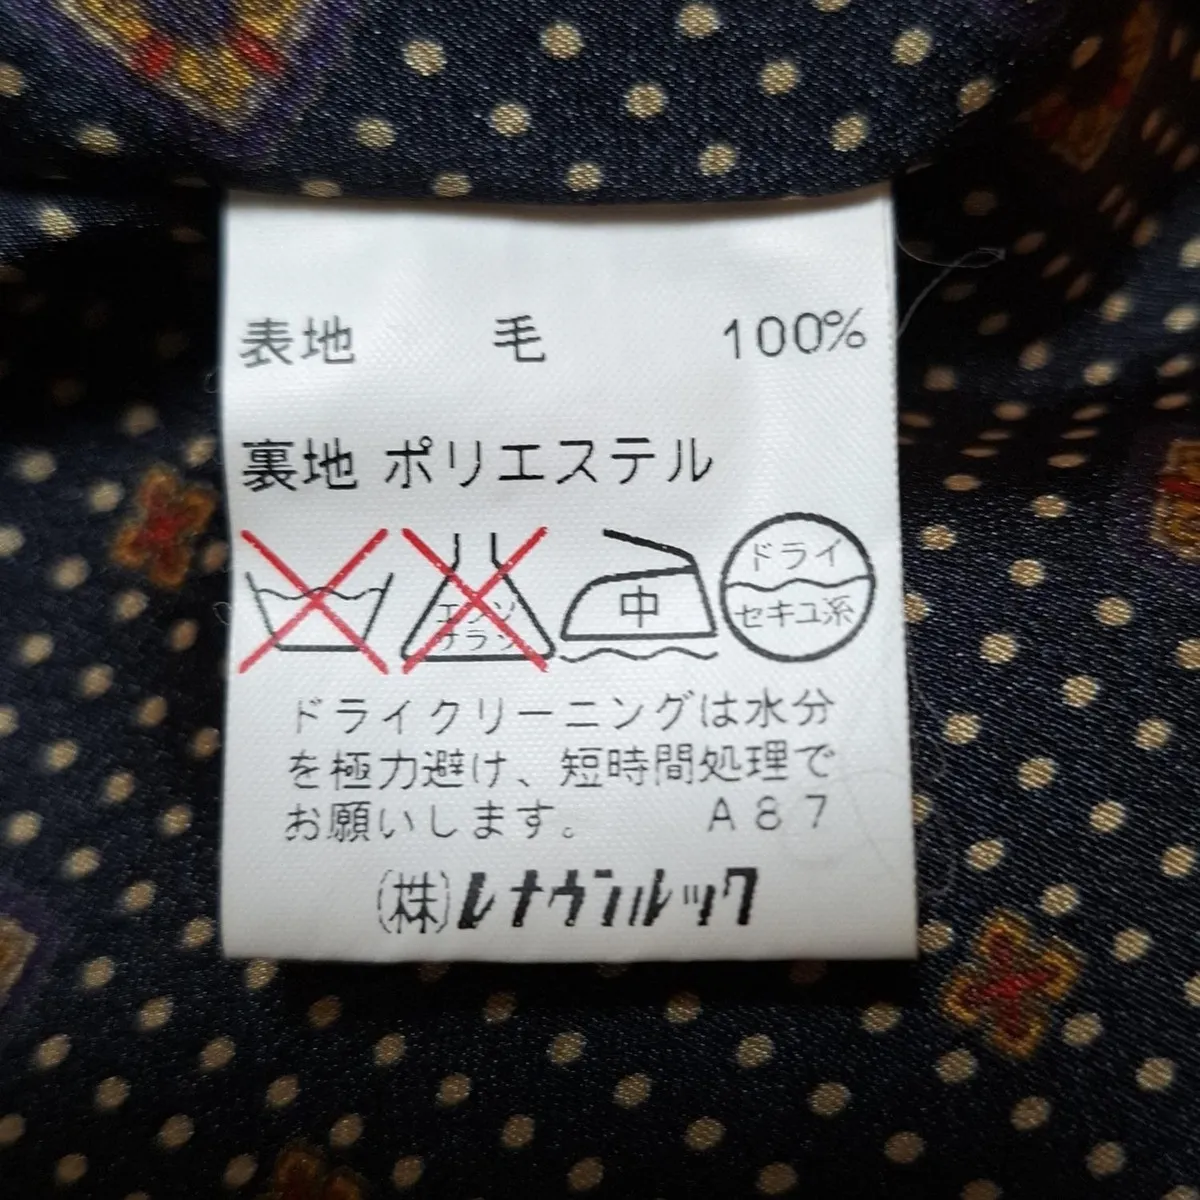 表地 毛 100%
裏地 ポリエステル
エンソ
サラシ
中
ドライ
セキユ系
ドライクリーニングは水分
を極力避け、短時間処理で
お願いします。 A87
(株)レナウンルック